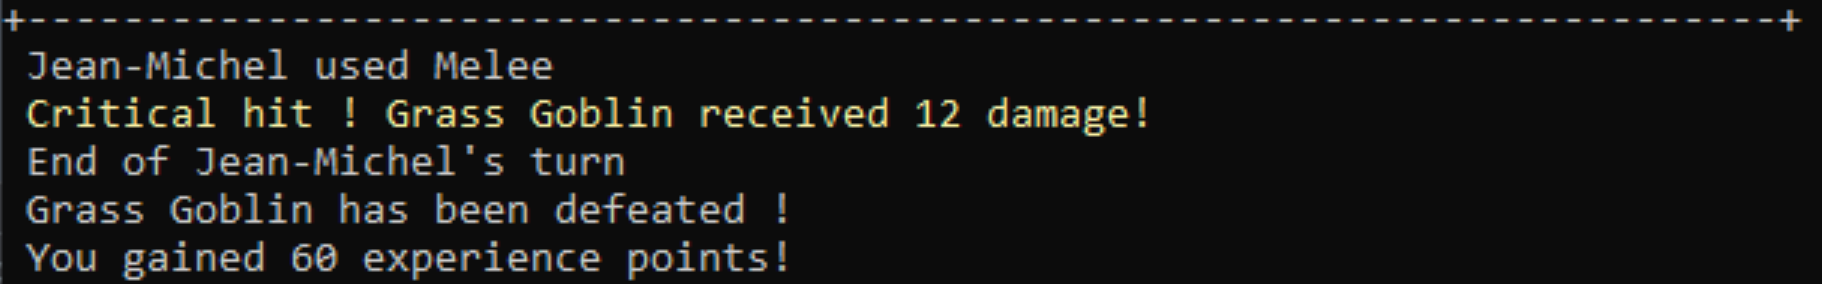 +--------------------------------------------------------------------------+
Jean-Michel used Melee
Critical hit ! Grass Goblin received 12 damage!
End of Jean-Michel's turn
Grass Goblin has been defeated !
You gained 60 experience points!